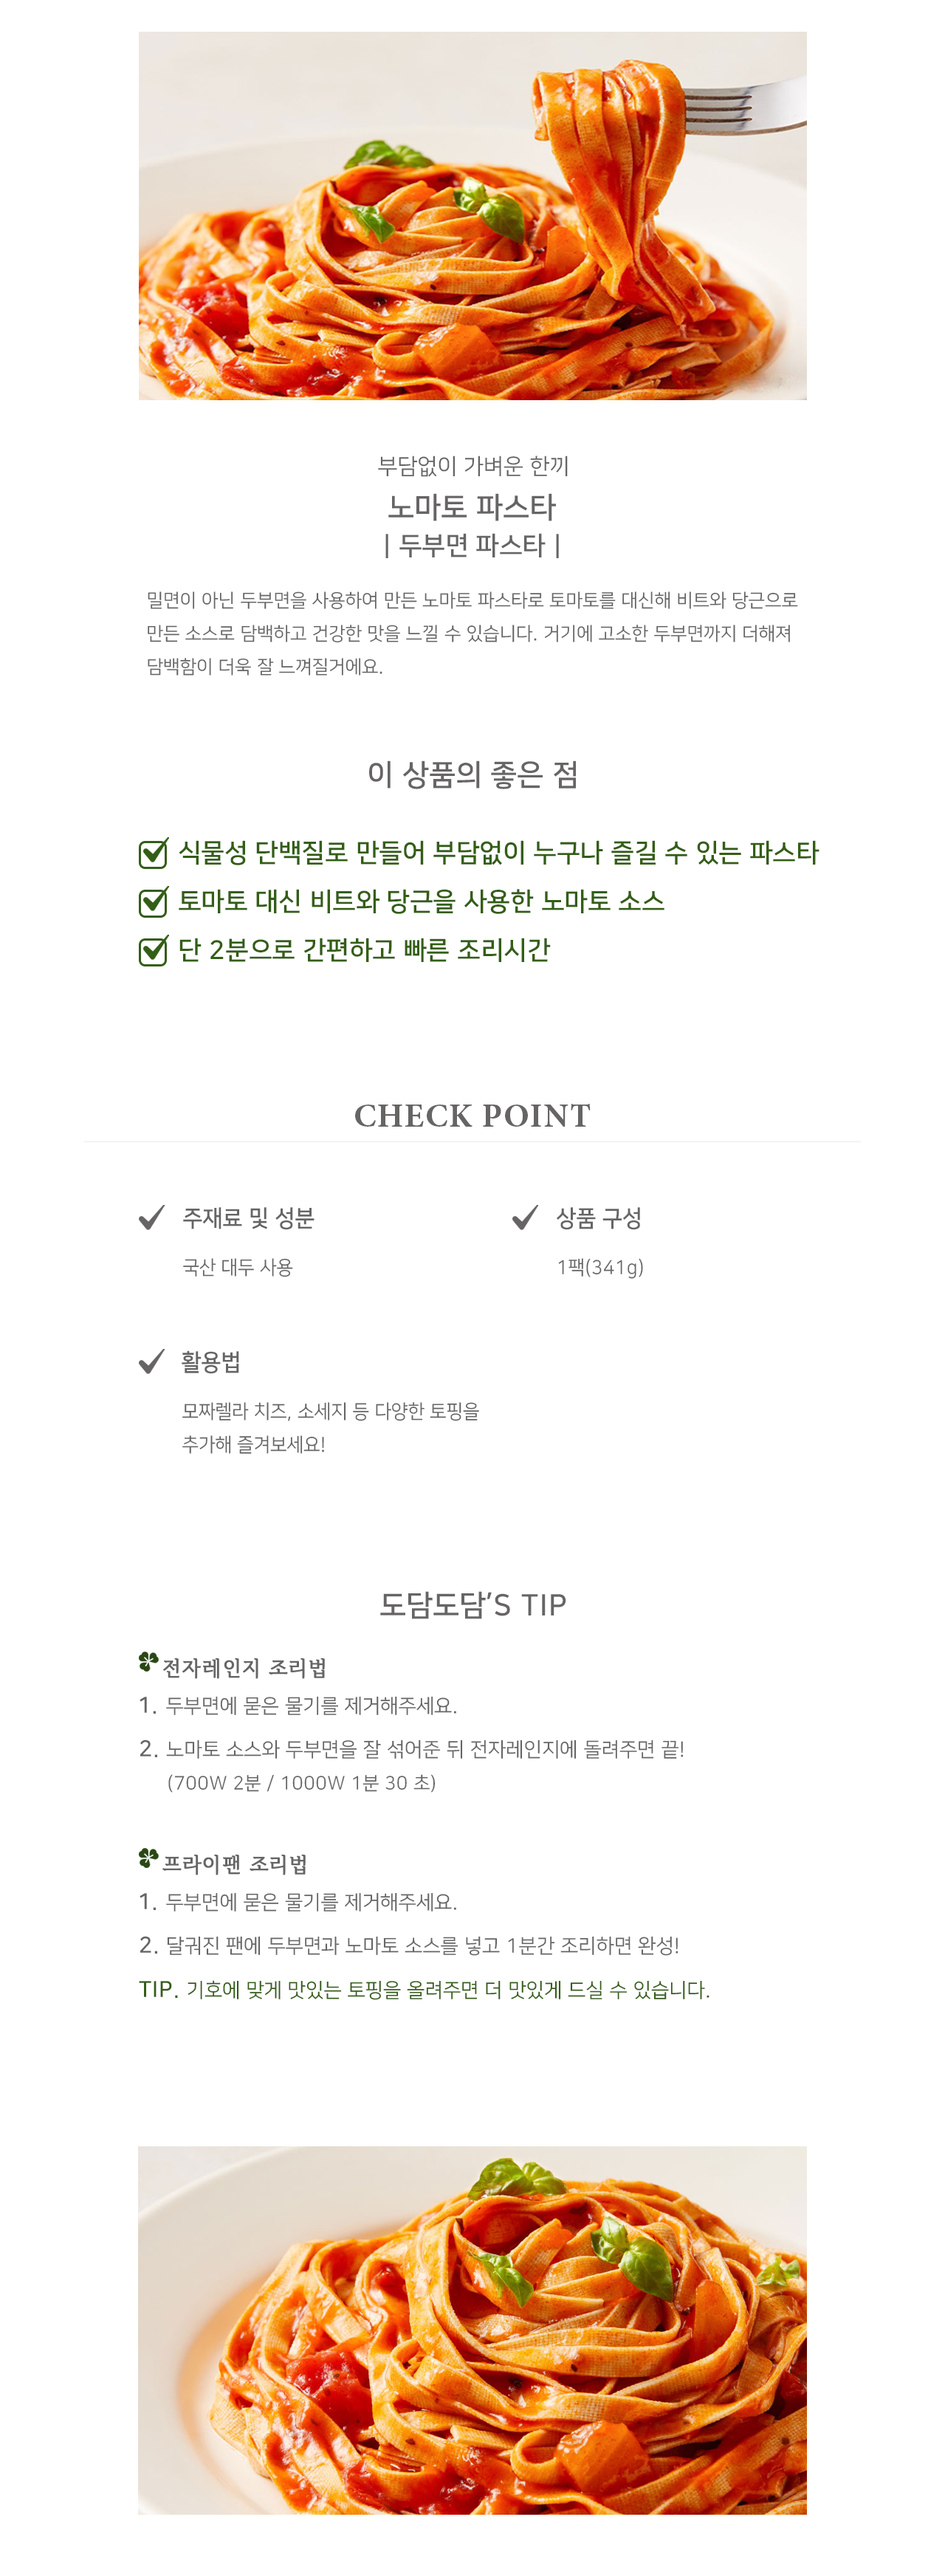 부담없이 가벼운 한끼
노마토 파스타
| 두부면 파스타 |
밀면이 아닌 두부면을 사용하여 만든 노마토 파스타로 토마토를 대신해 비트와 당근으로
만든 소스로 담백하고 건강한 맛을 느낄 수 있습니다. 거기에 고소한 두부면까지 더해져
담백함이 더욱 잘 느껴질거에요.
이 상품의 좋은 점
식물성 단백질로 만들어 부담없이 누구나 즐길 수 있는 파스타
토마토 대신 비트와 당근을 사용한 노마토 소스
단 2분으로 간편하고 빠른 조리시간
CHECK POINT
주재료 및 성분
국산 대두 사용
상품 구성
1팩(341g)
활용법
모짜렐라 치즈, 소세지 등 다양한 토핑을
추가해 즐겨보세요!
도담도담’S TIP
전자레인지 조리법
1. 두부면에 묻은 물기를 제거해주세요.
2. 노마토 소스와 두부면을 잘 섞어준 뒤 전자레인지에 돌려주면 끝!
(700W 2분 / 1000W 1분 30 초)
프라이팬 조리법
1. 두부면에 묻은 물기를 제거해주세요.
2. 달궈진 팬에 두부면과 노마토 소스를 넣고 1분간 조리하면 완성!
TIP. 기호에 맞게 맛있는 토핑을 올려주면 더 맛있게 드실 수 있습니다.